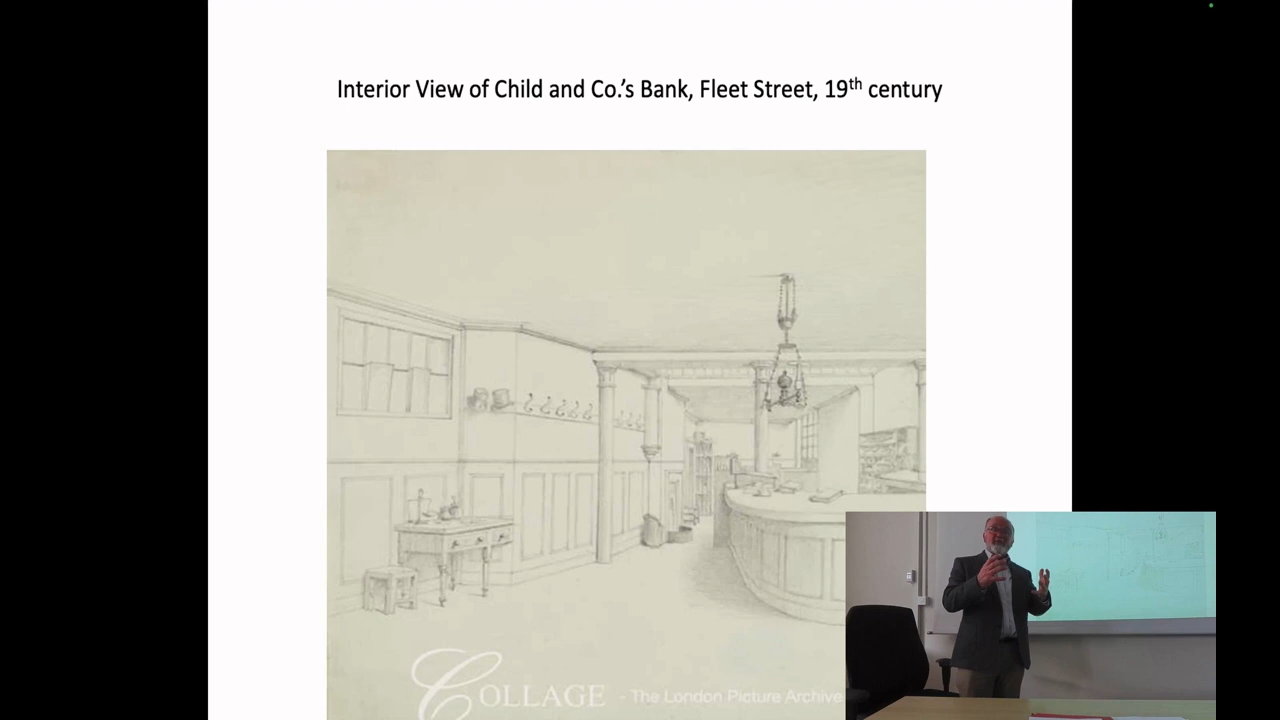 Interior View of Child and Co.'s Bank, Fleet Street, 19th century
COLLAGE - The London Picture Archive